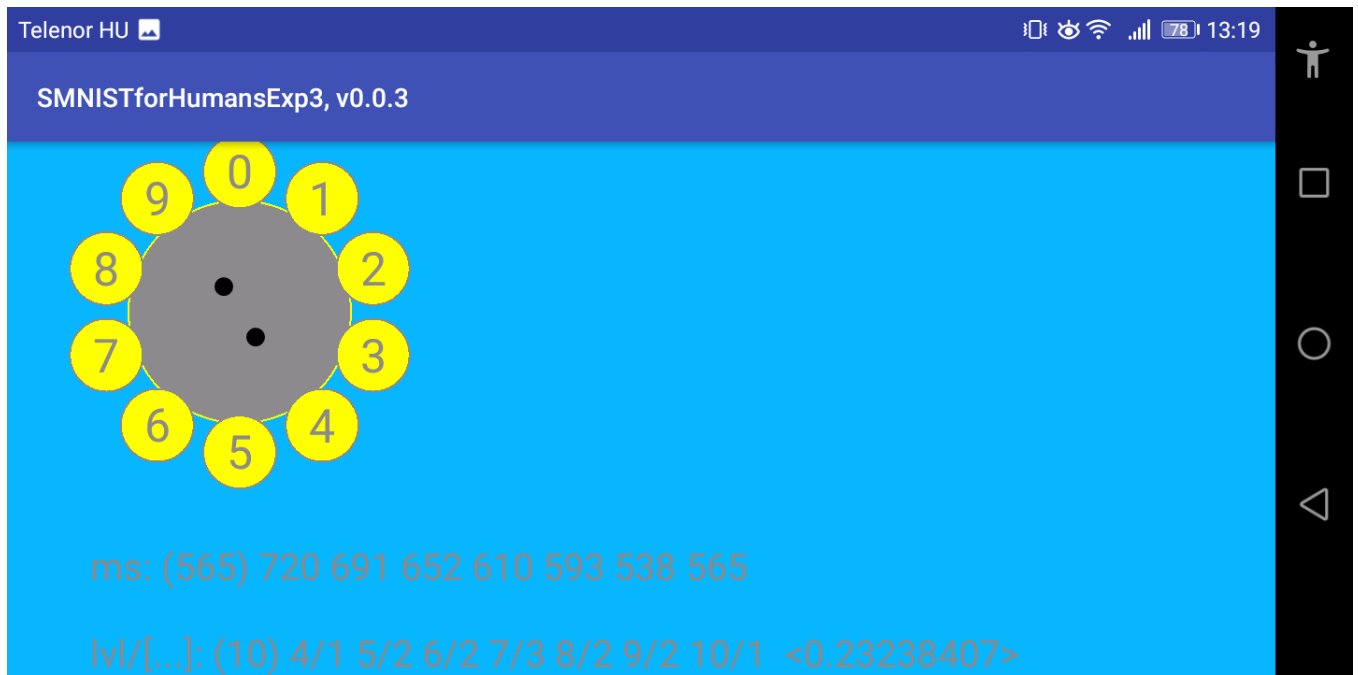 Telenor HU 78 13:19
SMNISTforHumansExp3, v0.0.3
0
9 1
8 2
7 3
6 4
5
ms: (565) 720 691 652 610 593 538 565
lvl/[...]: (10) 4/1 5/2 6/2 7/3 8/2 9/2 10/1 <0.23238407>